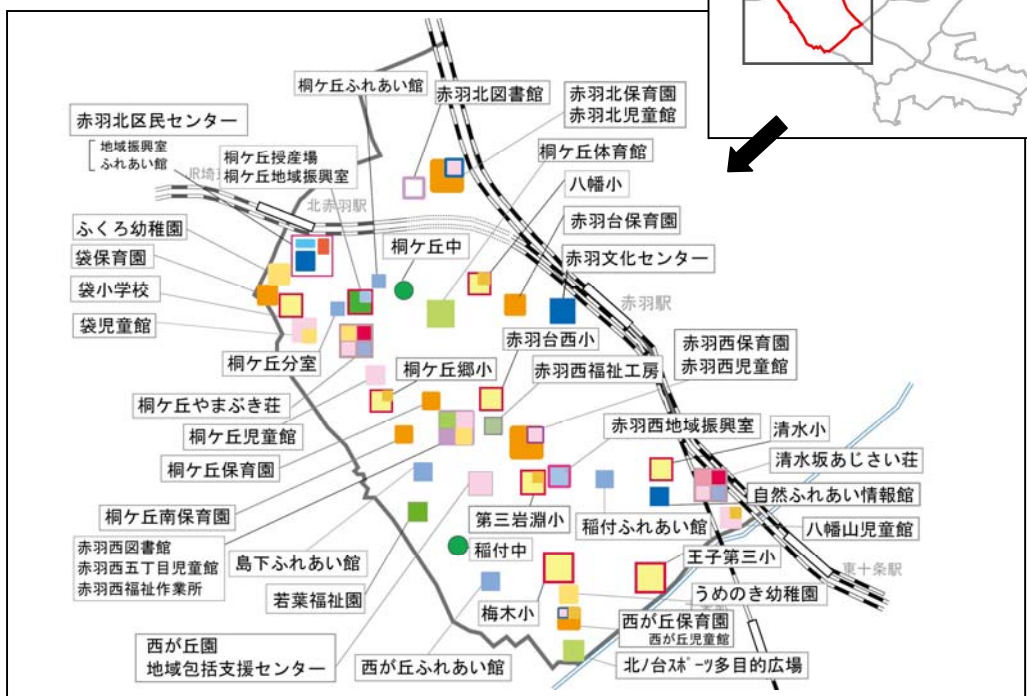 桐ケ丘ふれあい館
赤羽北図書館
赤羽北保育園
赤羽北児童館
赤羽北区民センター
地域振興室
ふれあい館
桐ケ丘授産場
桐ケ丘地域振興室
桐ケ丘体育館
八幡小
JR埼
北赤羽駅
ふくろ幼稚園
桐ケ丘中
赤羽台保育園
袋保育園
赤羽文化センター
袋小学校
赤羽駅
袋児童館
赤羽台西小
赤羽西保育園
赤羽西児童館
桐ケ丘分室
桐ケ丘郷小
赤羽西福祉工房
桐ケ丘やまぶき荘
赤羽西地域振興室
清水小
桐ケ丘児童館
清水坂あじさい荘
桐ケ丘保育園
自然ふれあい情報館
桐ケ丘南保育園
第三岩淵小
稲付ふれあい館
八幡山児童館
赤羽西図書館
赤羽西五丁目児童館
赤羽西福祉作業所
島下ふれあい館
稲付中
王子第三小
東十条駅
若葉福祉園
うめのき幼稚園
梅木小
西が丘保育園
西が丘児童館
西が丘園
地域包括支援センター
西が丘ふれあい館
北ノ台スポーツ多目的広場